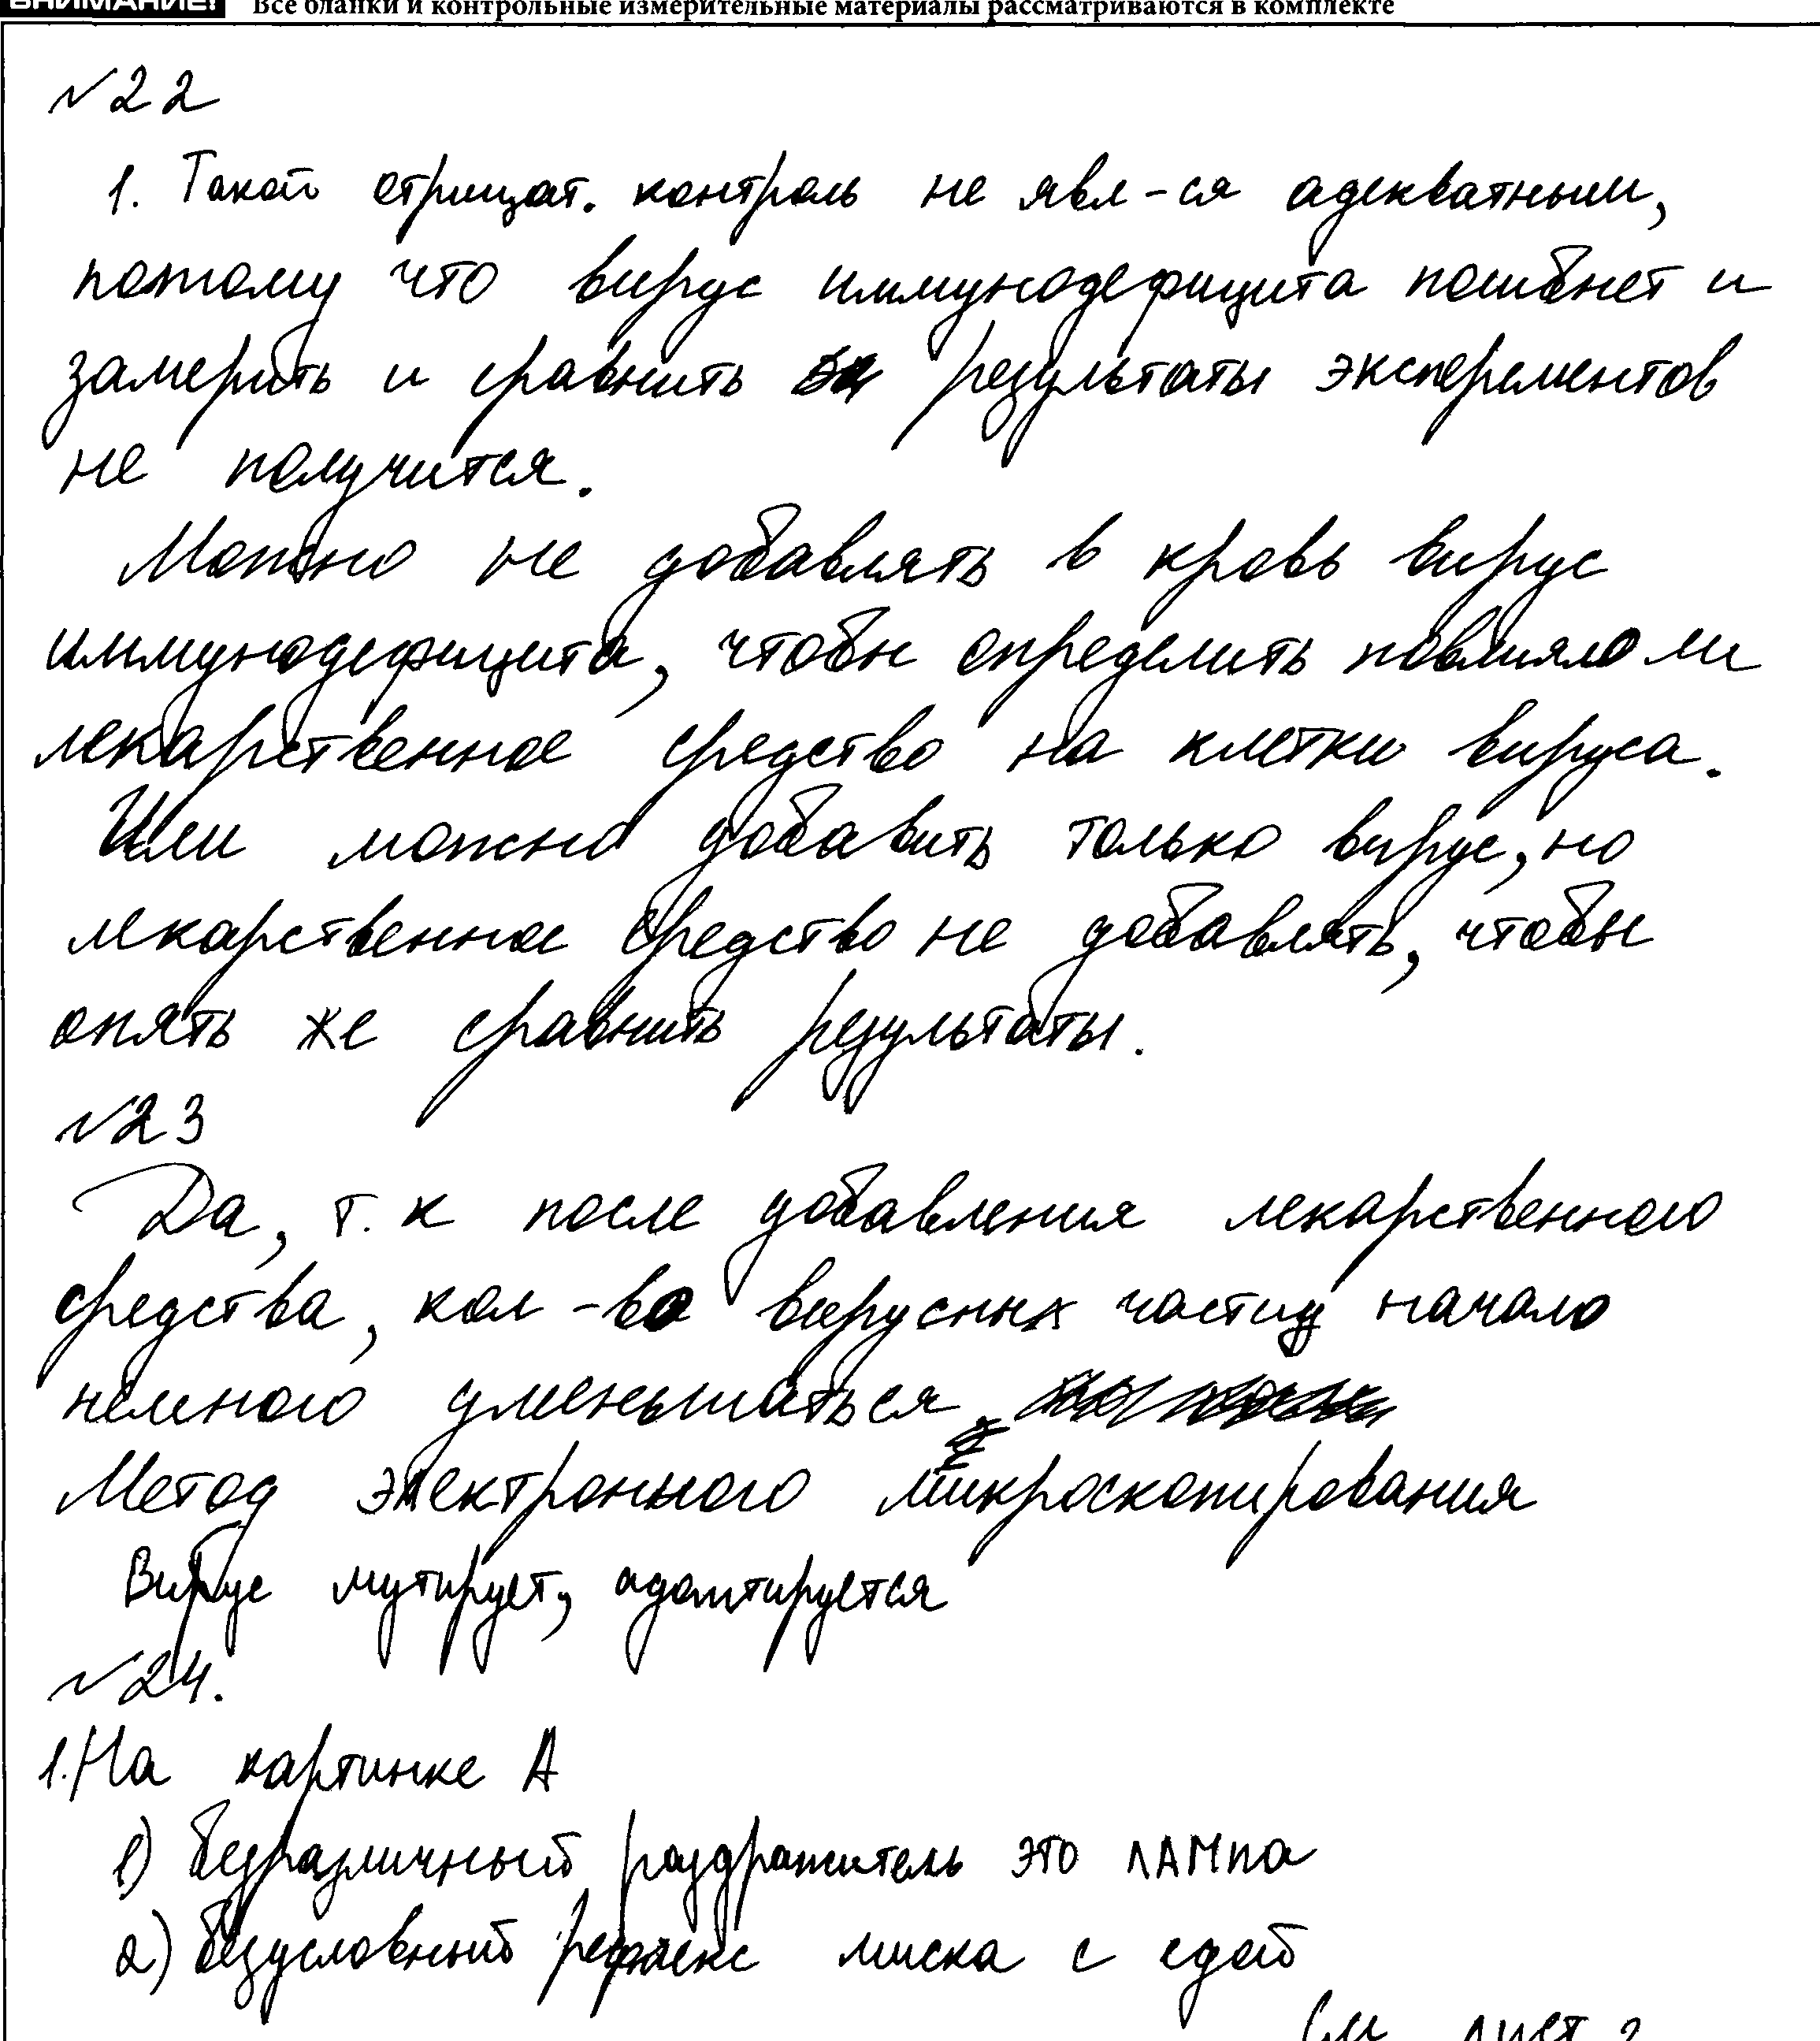 ВНИМАНИЕ! Все бланки и контрольные измерительные материалы рассматриваются в комплекте
№22
1. Такой отрицат. контроль не явл-ся адекватным,
потому что вирус иммунодефицита погибнет и
замерить и сравнить результаты эксперементов
не получится.
Можно не добавлять в кровь вирус
иммунодефицита, чтобы определить повлияло ли
лекарственное средство на клетки вируса.
Или можно добавить только вирус, но
лекарственное средство не добавлять, чтобы
опять же сравнить результаты.
№23
Да, т.к после добавления лекарственного
средства, кол-во вирусных частиц начало
немного уменьшаться.
Метод электронного микроскопирования
Вирус мутирует, адаптируется
№24.
1. На картинке А
1) безразличный раздражитель это лампа
2) безусловный рефлекс миска с едой
См лист 2